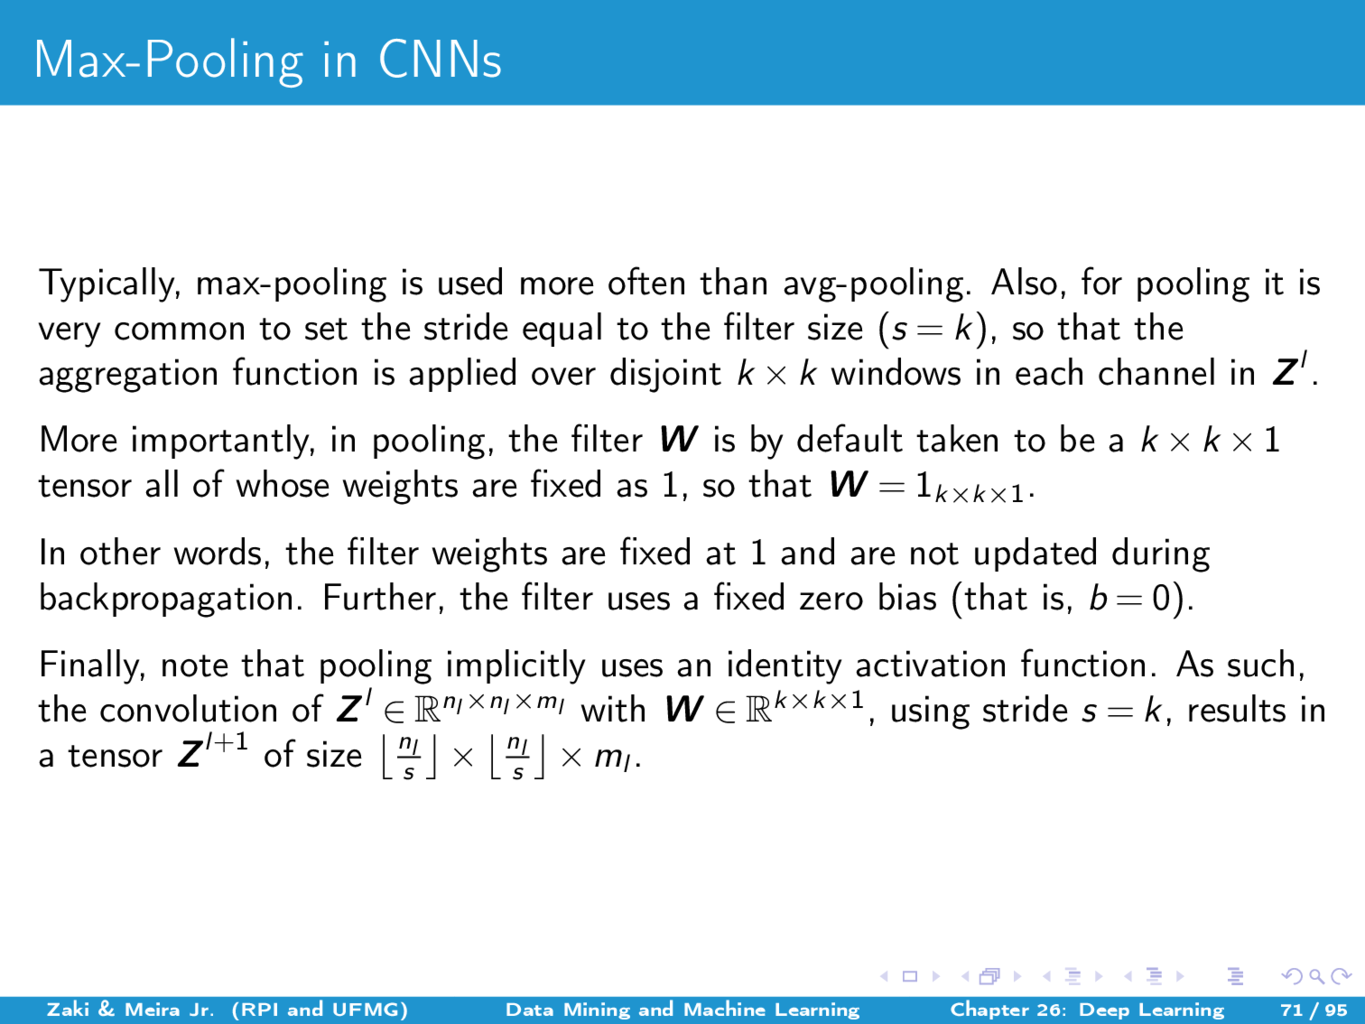 Max-Pooling in CNNs
Typically, max-pooling is used more often than avg-pooling. Also, for pooling it is
very common to set the stride equal to the filter size (s = k), so that the
aggregation function is applied over disjoint k × k windows in each channel in Z^l.
More importantly, in pooling, the filter W is by default taken to be a k × k × 1
tensor all of whose weights are fixed as 1, so that W = 1_{k×k×1}.
In other words, the filter weights are fixed at 1 and are not updated during
backpropagation. Further, the filter uses a fixed zero bias (that is, b = 0).
Finally, note that pooling implicitly uses an identity activation function. As such,
the convolution of Z^l ∈ ℝ^{n_l×n_l×m_l} with W ∈ ℝ^{k×k×1}, using stride s = k, results in
a tensor Z^{l+1} of size ⌊n_l/s⌋ × ⌊n_l/s⌋ × m_l.
Zaki & Meira Jr. (RPI and UFMG) Data Mining and Machine Learning Chapter 26: Deep Learning 71 / 95